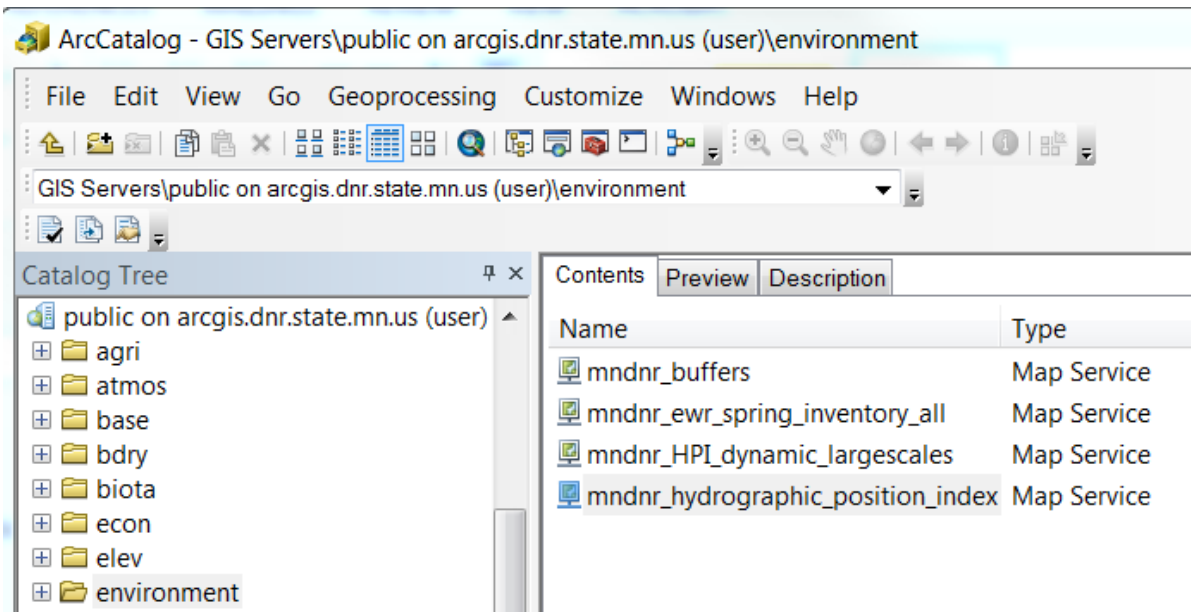 ArcCatalog - GIS Servers\public on arcgis.dnr.state.mn.us (user)\environment
File Edit View Go Geoprocessing Customize Windows Help
GIS Servers\public on arcgis.dnr.state.mn.us (user)\environment
Catalog Tree
public on arcgis.dnr.state.mn.us (user)
agri
atmos
base
bdry
biota
econ
elev
environment
Contents Preview Description
Name Type
mndnr_buffers Map Service
mndnr_ewr_spring_inventory_all Map Service
mndnr_HPI_dynamic_largescales Map Service
mndnr_hydrographic_position_index Map Service